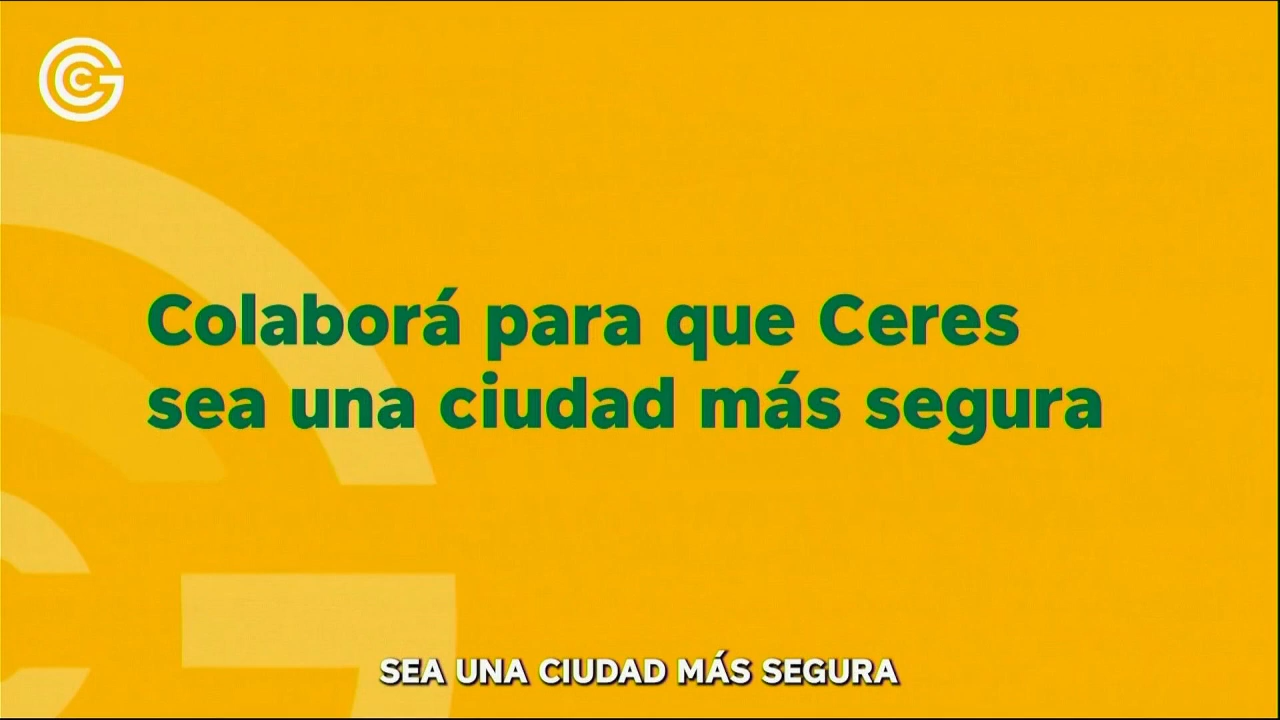 Colaborá para que Ceres
sea una ciudad más segura
SEA UNA CIUDAD MÁS SEGURA